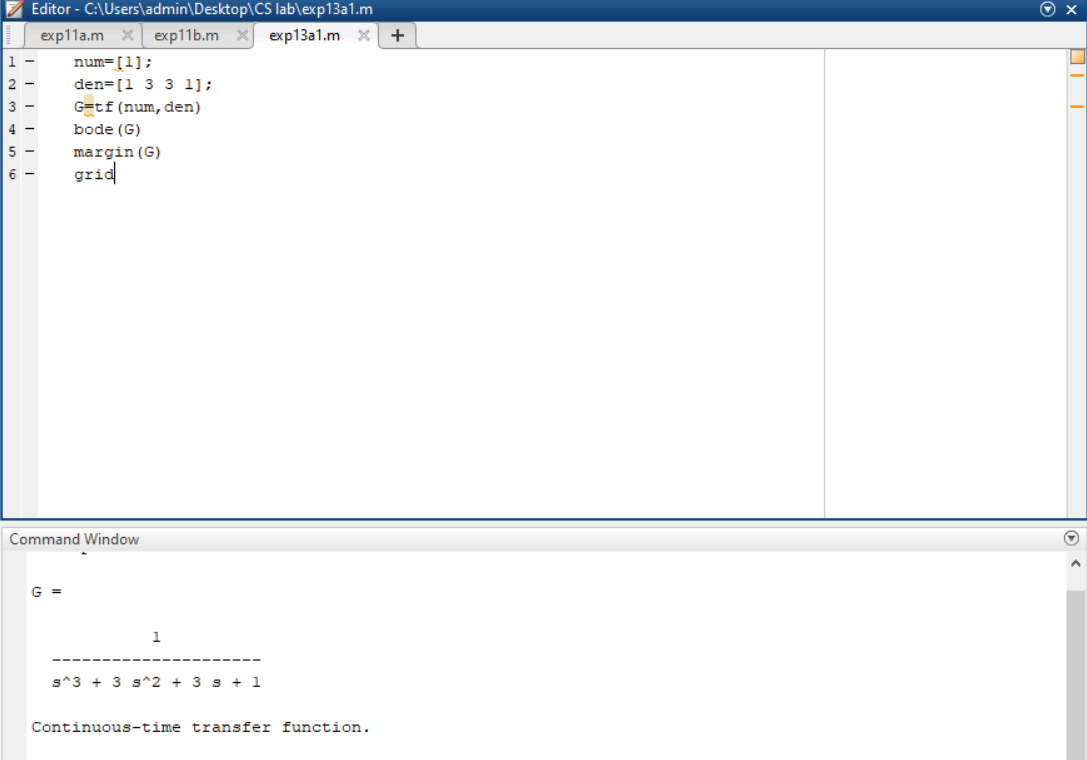 Editor - C:\Users\admin\Desktop\CS lab\exp13a1.m
exp11a.m exp11b.m exp13a1.m +
1 - num=[1];
2 - den=[1 3 3 1];
3 - G=tf(num,den)
4 - bode(G)
5 - margin(G)
6 - grid
Command Window
G =
1
---------------------
s^3 + 3 s^2 + 3 s + 1
Continuous-time transfer function.